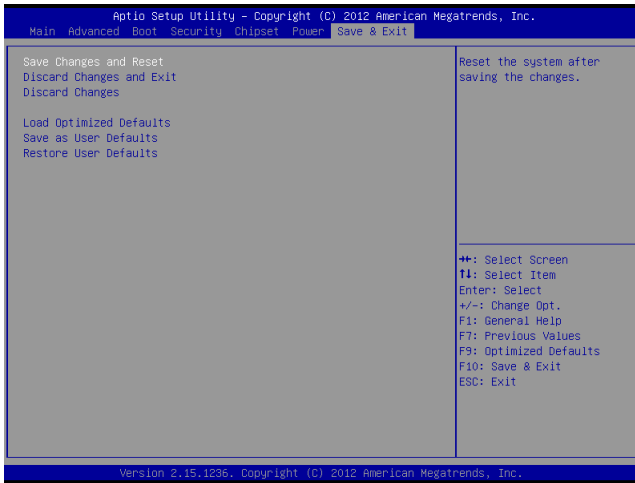 Aptio Setup Utility – Copyright (C) 2012 American Megatrends, Inc.
Main Advanced Boot Security Chipset Power Save & Exit
Save Changes and Reset
Discard Changes and Exit
Discard Changes
Load Optimized Defaults
Save as User Defaults
Restore User Defaults
Reset the system after
saving the changes.
→←: Select Screen
↑↓: Select Item
Enter: Select
+/-: Change Opt.
F1: General Help
F7: Previous Values
F9: Optimized Defaults
F10: Save & Exit
ESC: Exit
Version 2.15.1236. Copyright (C) 2012 American Megatrends, Inc.